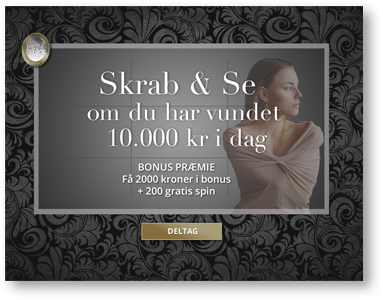 Skrab & Se
om du har vundet
10.000 kr i dag
BONUS PRÆMIE
Få 2000 kroner i bonus
+ 200 gratis spin
DELTAG